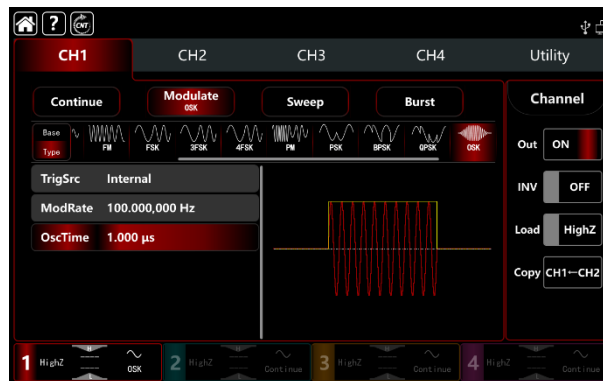 ? CNT
CH1 CH2 CH3 CH4 Utility
Continue Modulate OSK Sweep Burst Channel
Base Type FM FSK 3FSK 4FSK PM PSK BPSK QPSK OSK
Out ON
TrigSrc Internal
INV OFF
ModRate 100.000,000 Hz
Load HighZ
OscTime 1.000 µs
Copy CH1←CH2
1 HighZ OSK 2 HighZ Continue 3 HighZ Continue 4 HighZ Continue